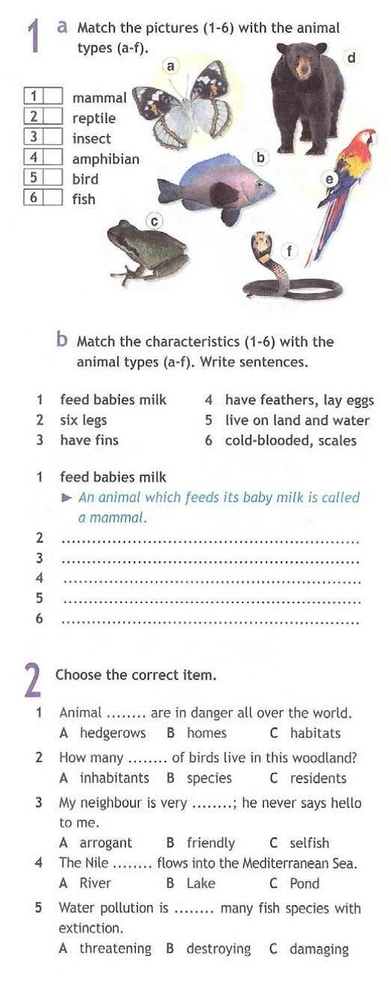 1 a Match the pictures (1-6) with the animal
types (a-f).
a
d
1 mammal
2 reptile
3 insect
4 amphibian
5 bird
6 fish
b
e
c
f
b Match the characteristics (1-6) with the
animal types (a-f). Write sentences.
1 feed babies milk
2 six legs
3 have fins
4 have feathers, lay eggs
5 live on land and water
6 cold-blooded, scales
1 feed babies milk
▶ An animal which feeds its baby milk is called
a mammal.
2 ................................................................
3 ................................................................
4 ................................................................
5 ................................................................
6 ................................................................
2 Choose the correct item.
1 Animal ........ are in danger all over the world.
A hedgerows B homes C habitats
2 How many ........ of birds live in this woodland?
A inhabitants B species C residents
3 My neighbour is very ........; he never says hello
to me.
A arrogant B friendly C selfish
4 The Nile ........ flows into the Mediterranean Sea.
A River B Lake C Pond
5 Water pollution is ........ many fish species with
extinction.
A threatening B destroying C damaging